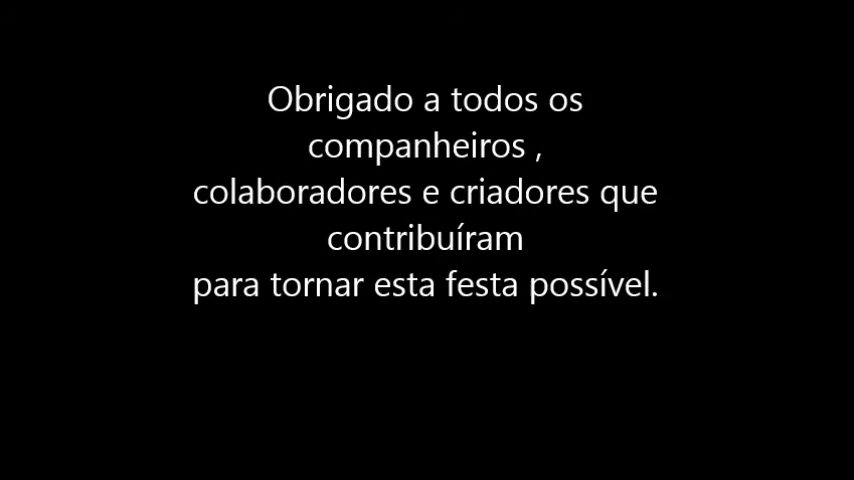 Obrigado a todos os
companheiros ,
colaboradores e criadores que
contribuíram
para tornar esta festa possível.